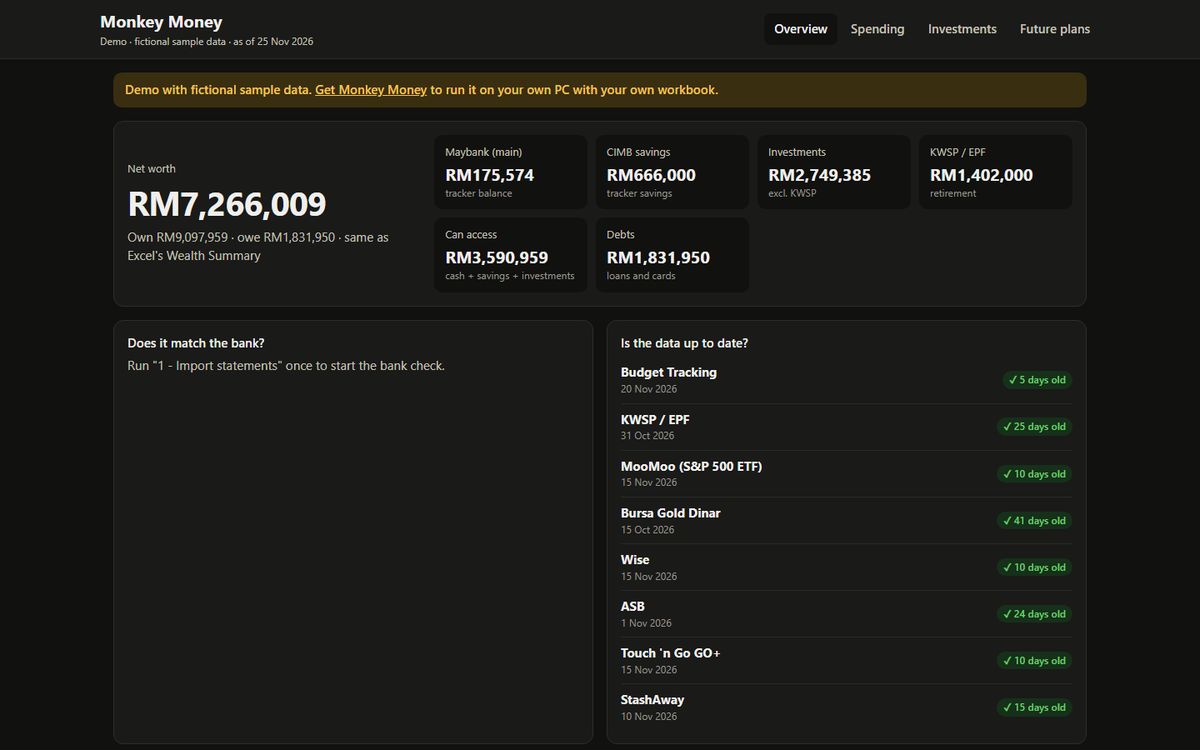 Monkey Money
Demo · fictional sample data · as of 25 Nov 2026
Overview
Spending
Investments
Future plans
Demo with fictional sample data. Get Monkey Money to run it on your own PC with your own workbook.
Net worth
RM7,266,009
Own RM9,097,959 · owe RM1,831,950 · same as
Excel's Wealth Summary
Maybank (main)
RM175,574
tracker balance
CIMB savings
RM666,000
tracker savings
Investments
RM2,749,385
excl. KWSP
KWSP / EPF
RM1,402,000
retirement
Can access
RM3,590,959
cash + savings + investments
Debts
RM1,831,950
loans and cards
Does it match the bank?
Run "1 - Import statements" once to start the bank check.
Is the data up to date?
Budget Tracking
20 Nov 2026
✓ 5 days old
KWSP / EPF
31 Oct 2026
✓ 25 days old
MooMoo (S&P 500 ETF)
15 Nov 2026
✓ 10 days old
Bursa Gold Dinar
15 Oct 2026
✓ 41 days old
Wise
15 Nov 2026
✓ 10 days old
ASB
1 Nov 2026
✓ 24 days old
Touch 'n Go GO+
15 Nov 2026
✓ 10 days old
StashAway
10 Nov 2026
✓ 15 days old